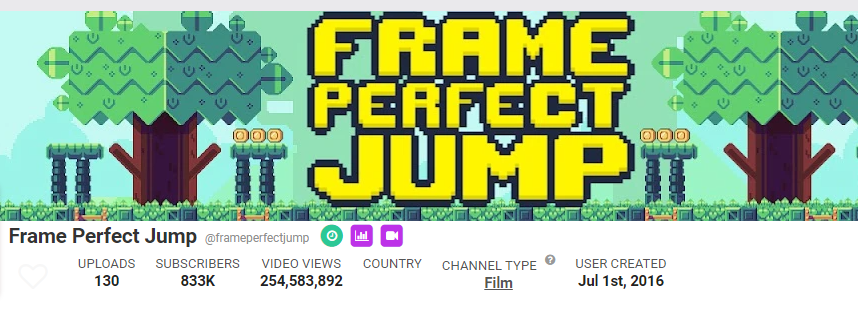 FRAME
PERFECT
JUMP
Frame Perfect Jump @frameperfectjump
UPLOADS SUBSCRIBERS VIDEO VIEWS COUNTRY CHANNEL TYPE ? USER CREATED
130 833K 254,583,892 Film Jul 1st, 2016